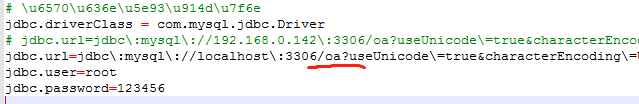 # \u6570\u636e\u5e93\u914d\u7f6e
jdbc.driverClass = com.mysql.jdbc.Driver
# jdbc.url=jdbc\:mysql\://192.168.0.142\:3306/oa?useUnicode\=true&characterEncod
jdbc.url=jdbc\:mysql\://localhost\:3306/oa?useUnicode\=true&characterEncoding\=
jdbc.user=root
jdbc.password=123456